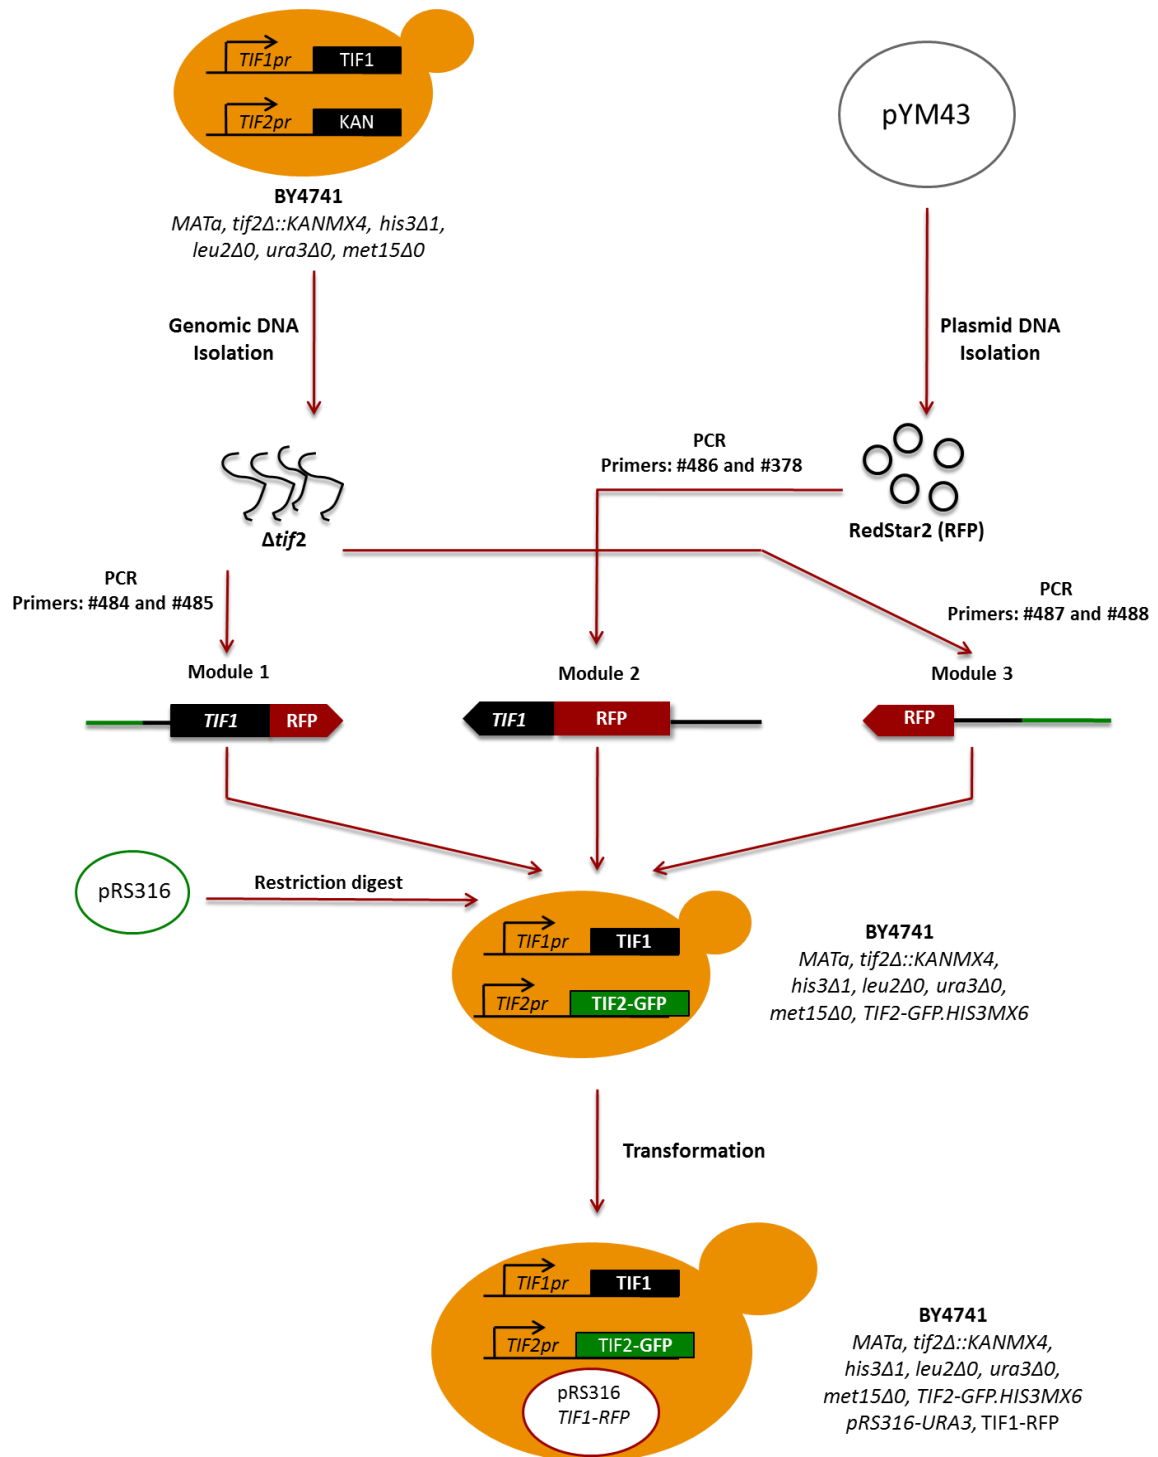 TIF1pr TIF1
TIF2pr KAN
BY4741
MATa, tif2Δ::KANMX4, his3Δ1,
leu2Δ0, ura3Δ0, met15Δ0
pYM43
Genomic DNA
Isolation
Plasmid DNA
Isolation
Δtif2
PCR
Primers: #486 and #378
RedStar2 (RFP)
PCR
Primers: #484 and #485
PCR
Primers: #487 and #488
Module 1
TIF1 RFP
Module 2
TIF1 RFP
Module 3
RFP
pRS316
Restriction digest
TIF1pr TIF1
TIF2pr TIF2-GFP
BY4741
MATa, tif2Δ::KANMX4,
his3Δ1, leu2Δ0, ura3Δ0,
met15Δ0, TIF2-GFP.HIS3MX6
Transformation
TIF1pr TIF1
TIF2pr TIF2-GFP
pRS316
TIF1-RFP
BY4741
MATa, tif2Δ::KANMX4,
his3Δ1, leu2Δ0, ura3Δ0,
met15Δ0, TIF2-GFP.HIS3MX6
pRS316-URA3, TIF1-RFP